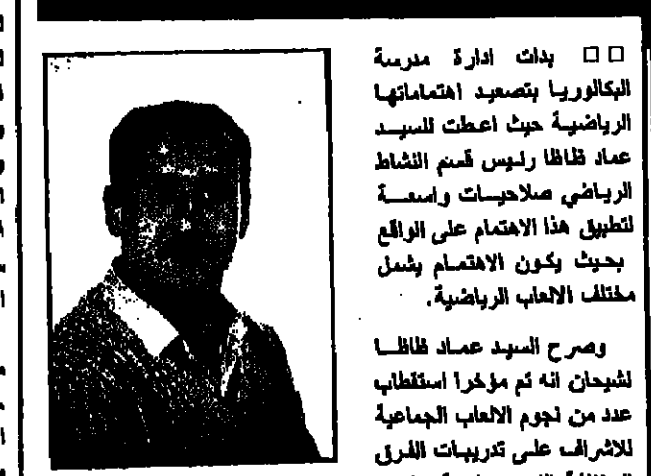 □□ بدات ادارة مدرسة
البكالوريا بتصعيد اهتماماتها
الرياضية حيث اعطت للسيد
عماد ظاظا رئيس قسم النشاط
الرياضي صلاحيات واسعة
لتطبيق هذا الاهتمام على الواقع
بحيث يكون الاهتمام يشمل
مختلف الالعاب الرياضية.
وصرح السيد عماد ظاظا
لشيحان انه تم مؤخرا استقطاب
عدد من نجوم الالعاب الجماعية
للاشراف على تدريبات الفرق